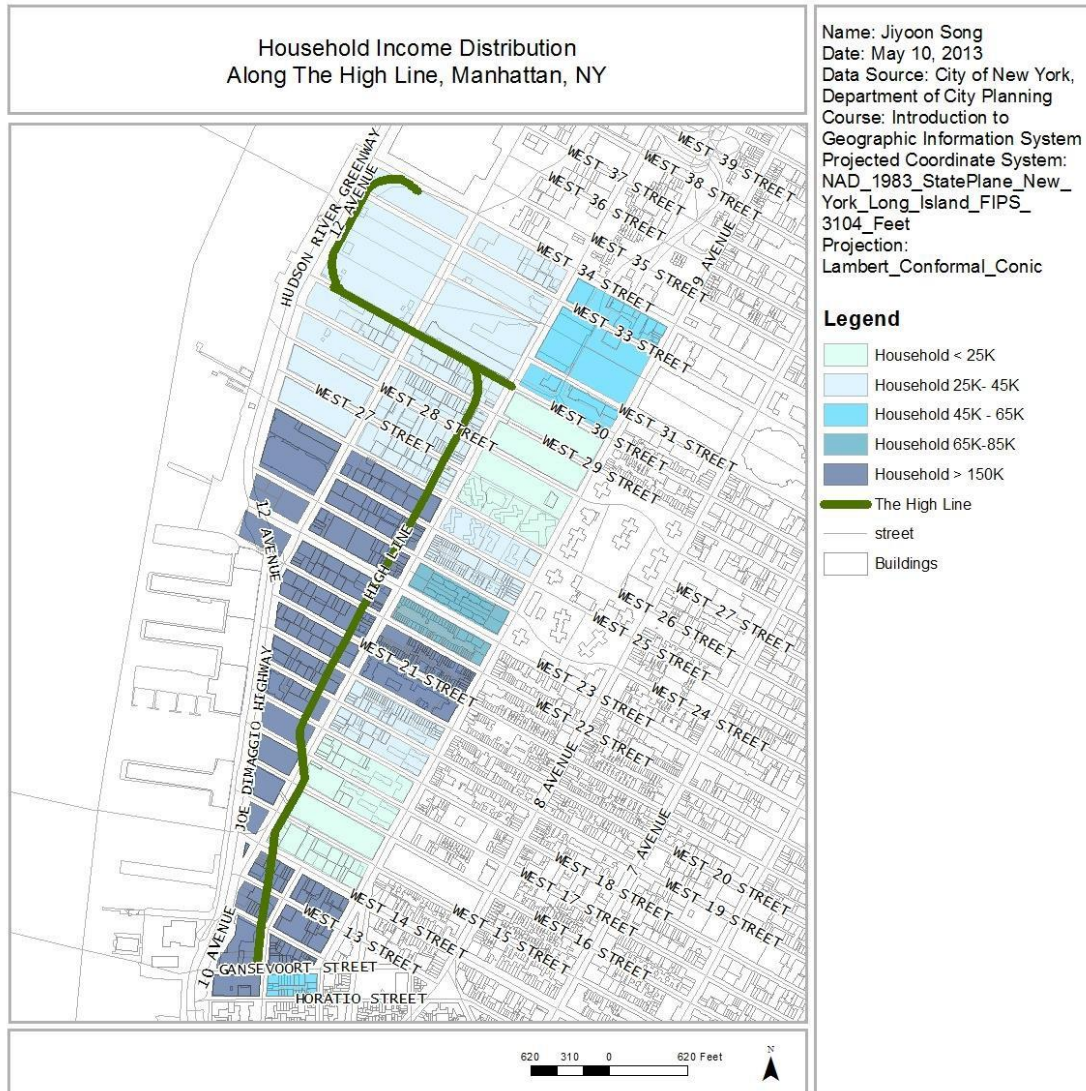 Household Income Distribution
Along The High Line, Manhattan, NY
Name: Jiyoon Song
Date: May 10, 2013
Data Source: City of New York,
Department of City Planning
Course: Introduction to
Geographic Information System
Projected Coordinate System:
NAD_1983_StatePlane_New_
York_Long_Island_FIPS_
3104_Feet
Projection:
Lambert_Conformal_Conic
Legend
Household < 25K
Household 25K- 45K
Household 45K - 65K
Household 65K-85K
Household > 150K
The High Line
street
Buildings
HUDSON RIVER GREENWAY
12 AVENUE
WEST 39 STREET
WEST 38 STREET
WEST 37 STREET
WEST 36 STREET
WEST 35 STREET
9 AVENUE
WEST 34 STREET
WEST 33 STREET
WEST 31 STREET
WEST 30 STREET
WEST 29 STREET
WEST 28 STREET
WEST 27 STREET
12 AVENUE
HIGH LINE
WEST 27 STREET
WEST 26 STREET
WEST 25 STREET
WEST 24 STREET
WEST 23 STREET
WEST 22 STREET
WEST 21 STREET
JOE DIMAGGIO HIGHWAY
8 AVENUE
7 AVENUE
WEST 20 STREET
WEST 19 STREET
WEST 18 STREET
WEST 17 STREET
WEST 16 STREET
WEST 15 STREET
WEST 14 STREET
WEST 13 STREET
10 AVENUE
GANSEVOORT STREET
HORATIO STREET
620 310 0 620 Feet
N